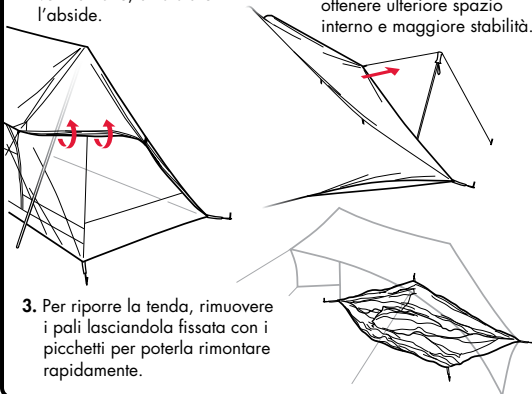 l’abside.
ottenere ulteriore spazio
interno e maggiore stabilità.
3. Per riporre la tenda, rimuovere
i pali lasciandola fissata con i
picchetti per poterla rimontare
rapidamente.